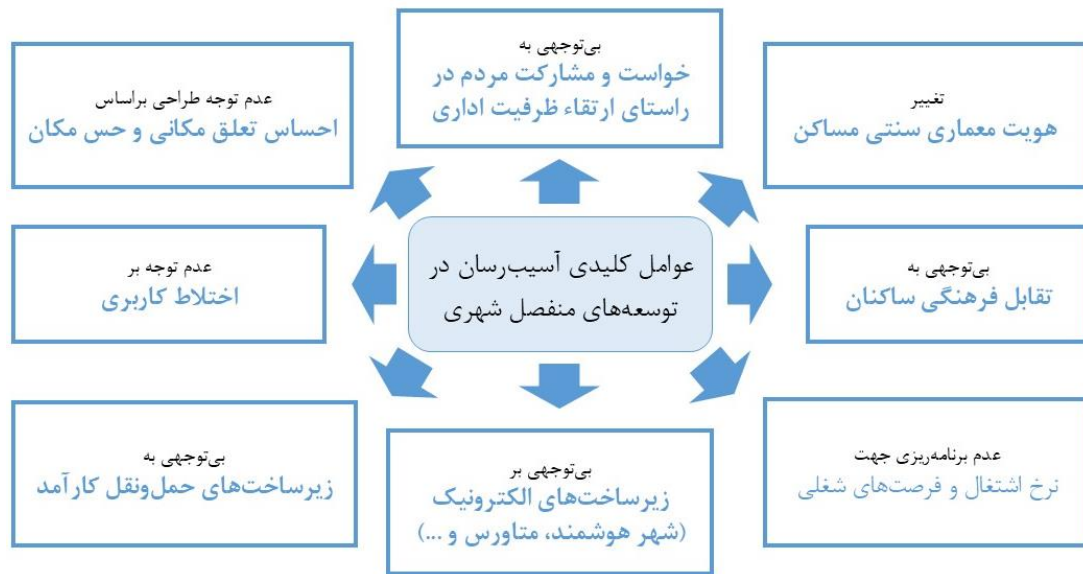 بی‌توجهی به
خواست و مشارکت مردم در
راستای ارتقاء ظرفیت اداری
تغییر
هویت معماری سنتی مساکن
عدم توجه طراحی براساس
احساس تعلق مکانی و حس مکان
عوامل کلیدی آسیب‌رسان در
توسعه‌های منفصل شهری
بی‌توجهی به
تقابل فرهنگی ساکنان
عدم توجه بر
اختلاط کاربری
عدم برنامه‌ریزی جهت
نرخ اشتغال و فرصت‌های شغلی
بی‌توجهی بر
زیرساخت‌های الکترونیک
(شهر هوشمند، متاورس و ...)
بی‌توجهی به
زیرساخت‌های حمل‌ونقل کارآمد